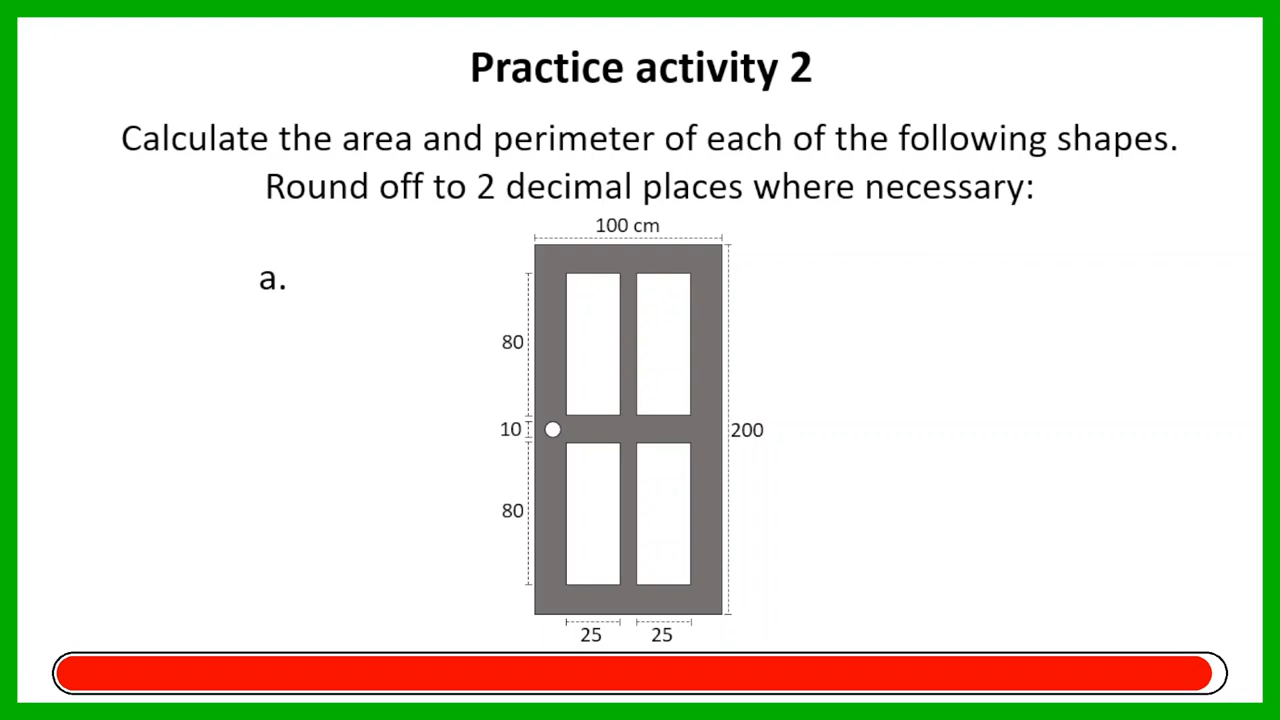 Practice activity 2
Calculate the area and perimeter of each of the following shapes.
Round off to 2 decimal places where necessary:
100 cm
a.
80
10
200
80
25 25